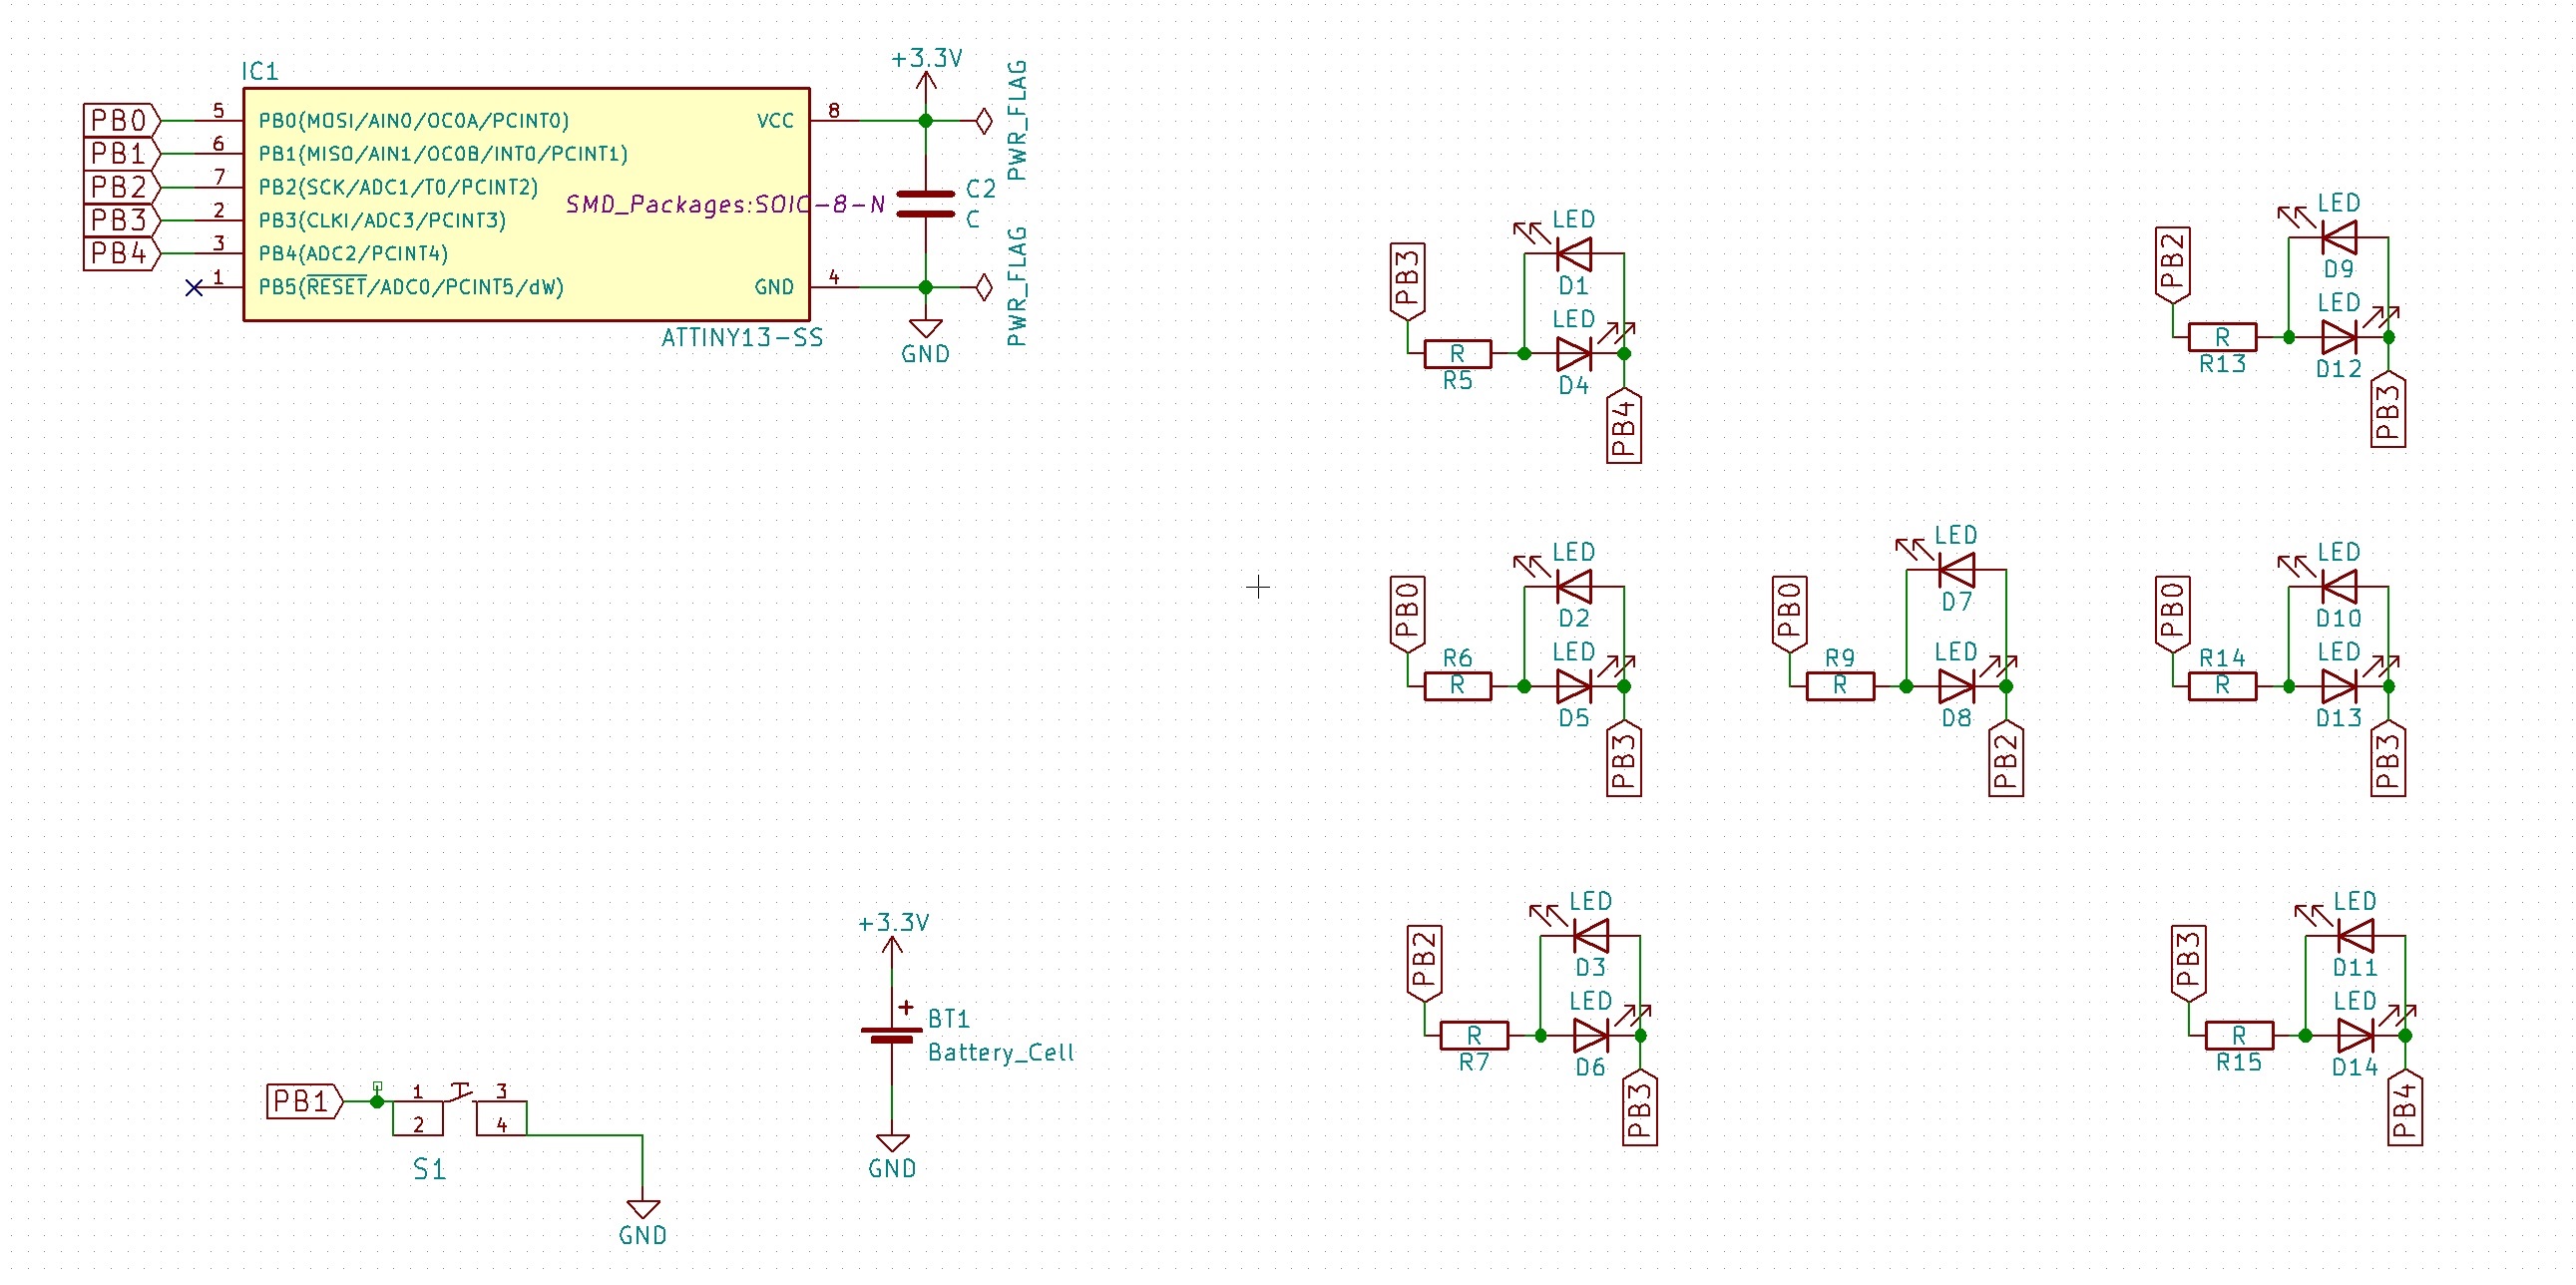 IC1
PB0
PB1
PB2
PB3
PB4
5
6
7
2
3
1
PB0(MOSI/AIN0/OC0A/PCINT0)
PB1(MISO/AIN1/OC0B/INT0/PCINT1)
PB2(SCK/ADC1/T0/PCINT2)
PB3(CLKI/ADC3/PCINT3)
PB4(ADC2/PCINT4)
PB5(RESET/ADC0/PCINT5/dW)
VCC
GND
8
4
SMD_Packages:SOIC-8-N
ATTINY13-SS
+3.3V
PWR_FLAG
C2
C
PWR_FLAG
GND
PB3
LED
D1
LED
R
R5
D4
PB4
PB2
LED
D9
LED
R
R13
D12
PB3
PB0
LED
D2
R6
LED
R
D5
PB3
PB0
LED
D7
R9
LED
R
D8
PB2
PB0
LED
D10
R14
LED
R
D13
PB3
PB2
LED
D3
LED
R
R7
D6
PB3
PB3
LED
D11
LED
R
R15
D14
PB4
+3.3V
+
BT1
Battery_Cell
GND
PB1
1 3
2 4
S1
GND